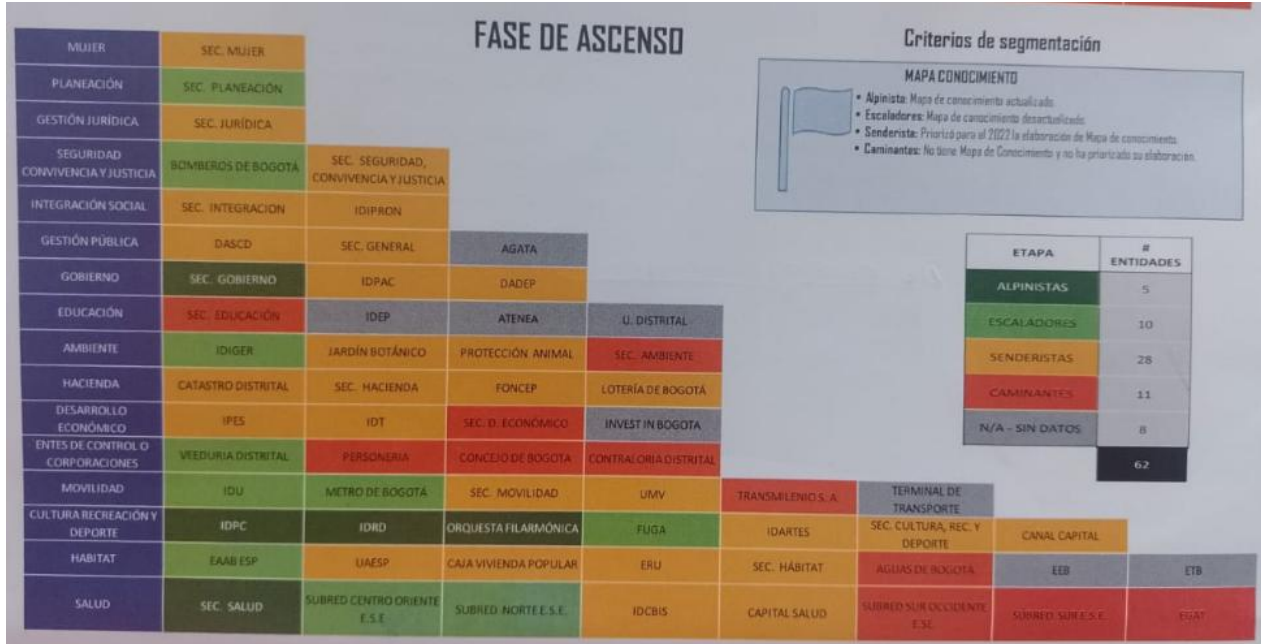 FASE DE ASCENSO
Criterios de segmentación
MAPA CONOCIMIENTO
• Alpinista: Mapa de conocimiento actualizado.
• Escaladores: Mapa de conocimiento desactualizado.
• Senderista: Priorizó para el 2022 la elaboración de Mapa de conocimiento.
• Caminantes: No tiene Mapa de Conocimiento y no ha priorizado su elaboración.
MUJER SEC. MUJER
PLANEACIÓN SEC. PLANEACIÓN
GESTIÓN JURÍDICA SEC. JURÍDICA
SEGURIDAD
CONVIVENCIA Y JUSTICIA
BOMBEROS DE BOGOTÁ
SEC. SEGURIDAD,
CONVIVENCIA Y JUSTICIA
INTEGRACIÓN SOCIAL SEC. INTEGRACION IDIPRON
GESTIÓN PÚBLICA DASCD SEC. GENERAL AGATA
GOBIERNO SEC. GOBIERNO IDPAC DADEP
EDUCACIÓN SEC. EDUCACIÓN IDEP ATENEA U. DISTRITAL
AMBIENTE IDIGER JARDÍN BOTÁNICO PROTECCIÓN ANIMAL SEC. AMBIENTE
HACIENDA CATASTRO DISTRITAL SEC. HACIENDA FONCEP LOTERÍA DE BOGOTÁ
DESARROLLO
ECONÓMICO
IPES IDT SEC. D. ECONÓMICO INVEST IN BOGOTA
ENTES DE CONTROL O
CORPORACIONES
VEEDURIA DISTRITAL PERSONERIA CONCEJO DE BOGOTA CONTRALORIA DISTRITAL
MOVILIDAD IDU METRO DE BOGOTÁ SEC. MOVILIDAD UMV TRANSMILENIO S. A.
TERMINAL DE
TRANSPORTE
CULTURA RECREACIÓN Y
DEPORTE
IDPC IDRD ORQUESTA FILARMÓNICA FUGA IDARTES
SEC. CULTURA, REC. Y
DEPORTE
CANAL CAPITAL
HABITAT EAAB ESP UAESP CAJA VIVIENDA POPULAR ERU SEC. HÁBITAT AGUAS DE BOGOTA EEB ETB
SALUD SEC. SALUD
SUBRED CENTRO ORIENTE
E.S.E
SUBRED NORTE E.S.E. IDCBIS CAPITAL SALUD
SUBRED SUR OCCIDENTE
E.SE.
SUBRED SUR E.S.E. EGAT
ETAPA # ENTIDADES
ALPINISTAS 5
ESCALADORES 10
SENDERISTAS 28
CAMINANTES 11
N/A - SIN DATOS 8
62